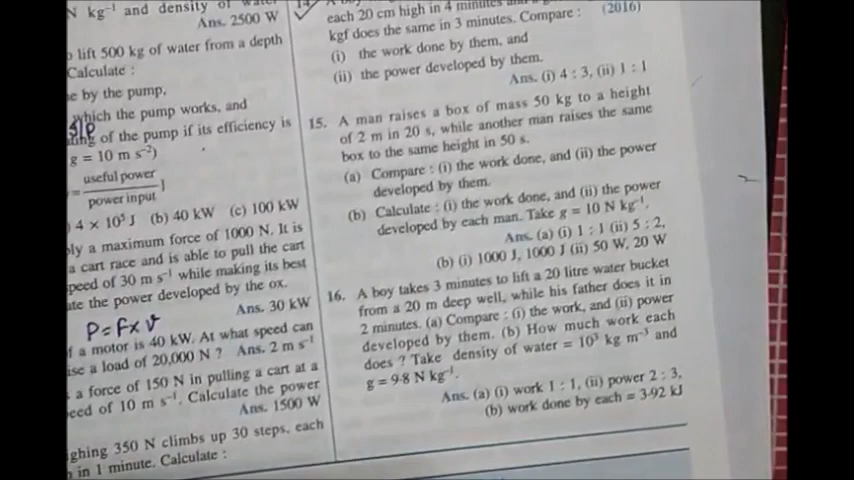 N kg⁻¹ and density of water
Ans. 2500 W
lift 500 kg of water from a depth
Calculate :
by the pump,
which the pump works, and
of the pump if its efficiency is
g = 10 m s⁻²)
= useful power
power input ]
4 × 10⁵ J (b) 40 kW (c) 100 kW
a maximum force of 1000 N. It is
a cart race and is able to pull the cart
of 30 m s⁻¹ while making its best
the power developed by the ox.
Ans. 30 kW
P = F × v
a motor is 40 kW. At what speed can
a load of 20,000 N ? Ans. 2 m s⁻¹
a force of 150 N in pulling a cart at a
of 10 m s⁻¹. Calculate the power
Ans. 1500 W
350 N climbs up 30 steps, each
in 1 minute. Calculate :
each 20 cm high in 4 minutes
kgf does the same in 3 minutes. Compare : (2016)
(i) the work done by them, and
(ii) the power developed by them.
Ans. (i) 4 : 3, (ii) 1 : 1
15. A man raises a box of mass 50 kg to a height
of 2 m in 20 s, while another man raises the same
box to the same height in 50 s.
(a) Compare : (i) the work done, and (ii) the power
developed by them.
(b) Calculate : (i) the work done, and (ii) the power
developed by each man. Take g = 10 N kg⁻¹.
Ans. (a) (i) 1 : 1 (ii) 5 : 2,
(b) (i) 1000 J, 1000 J (ii) 50 W, 20 W
16. A boy takes 3 minutes to lift a 20 litre water bucket
from a 20 m deep well, while his father does it in
2 minutes. (a) Compare : (i) the work, and (ii) power
developed by them. (b) How much work each
does ? Take density of water = 10³ kg m⁻³ and
g = 9·8 N kg⁻¹.
Ans. (a) (i) work 1 : 1, (ii) power 2 : 3,
(b) work done by each = 3·92 kJ